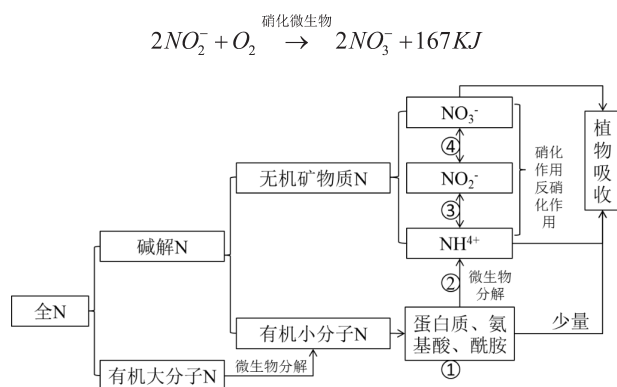 硝化微生物
2NO₂⁻ + O₂ → 2NO₃⁻ + 167KJ
NO₃⁻
④
NO₂⁻
③
NH⁴⁺
硝化
作用
反硝
化作
用
植物吸收
无机矿物质N
碱解N
②
微生物
分解
全N
有机小分子N
蛋白质、氨
基酸、酰胺
①
少量
有机大分子N
微生物分解